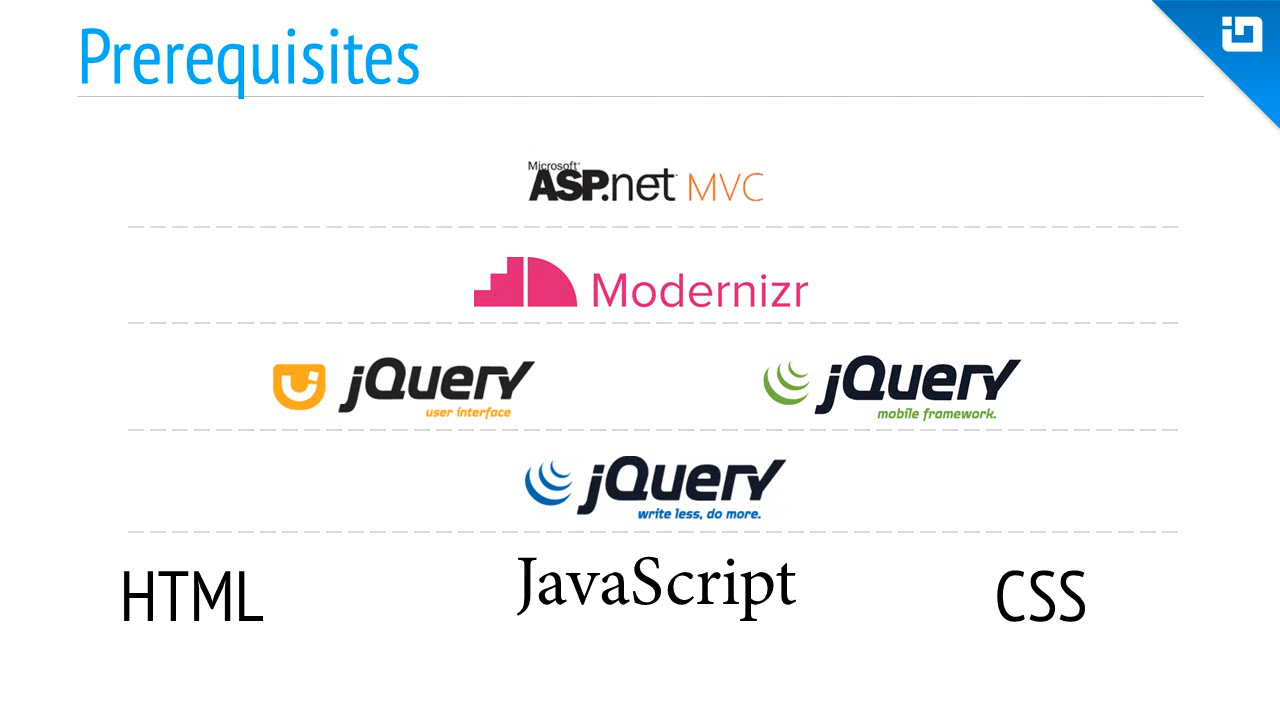 Prerequisites
Microsoft®
ASP.net MVC
Modernizr
jQuery
user interface
jQuery
mobile framework.
jQuery
write less, do more.
HTML JavaScript CSS